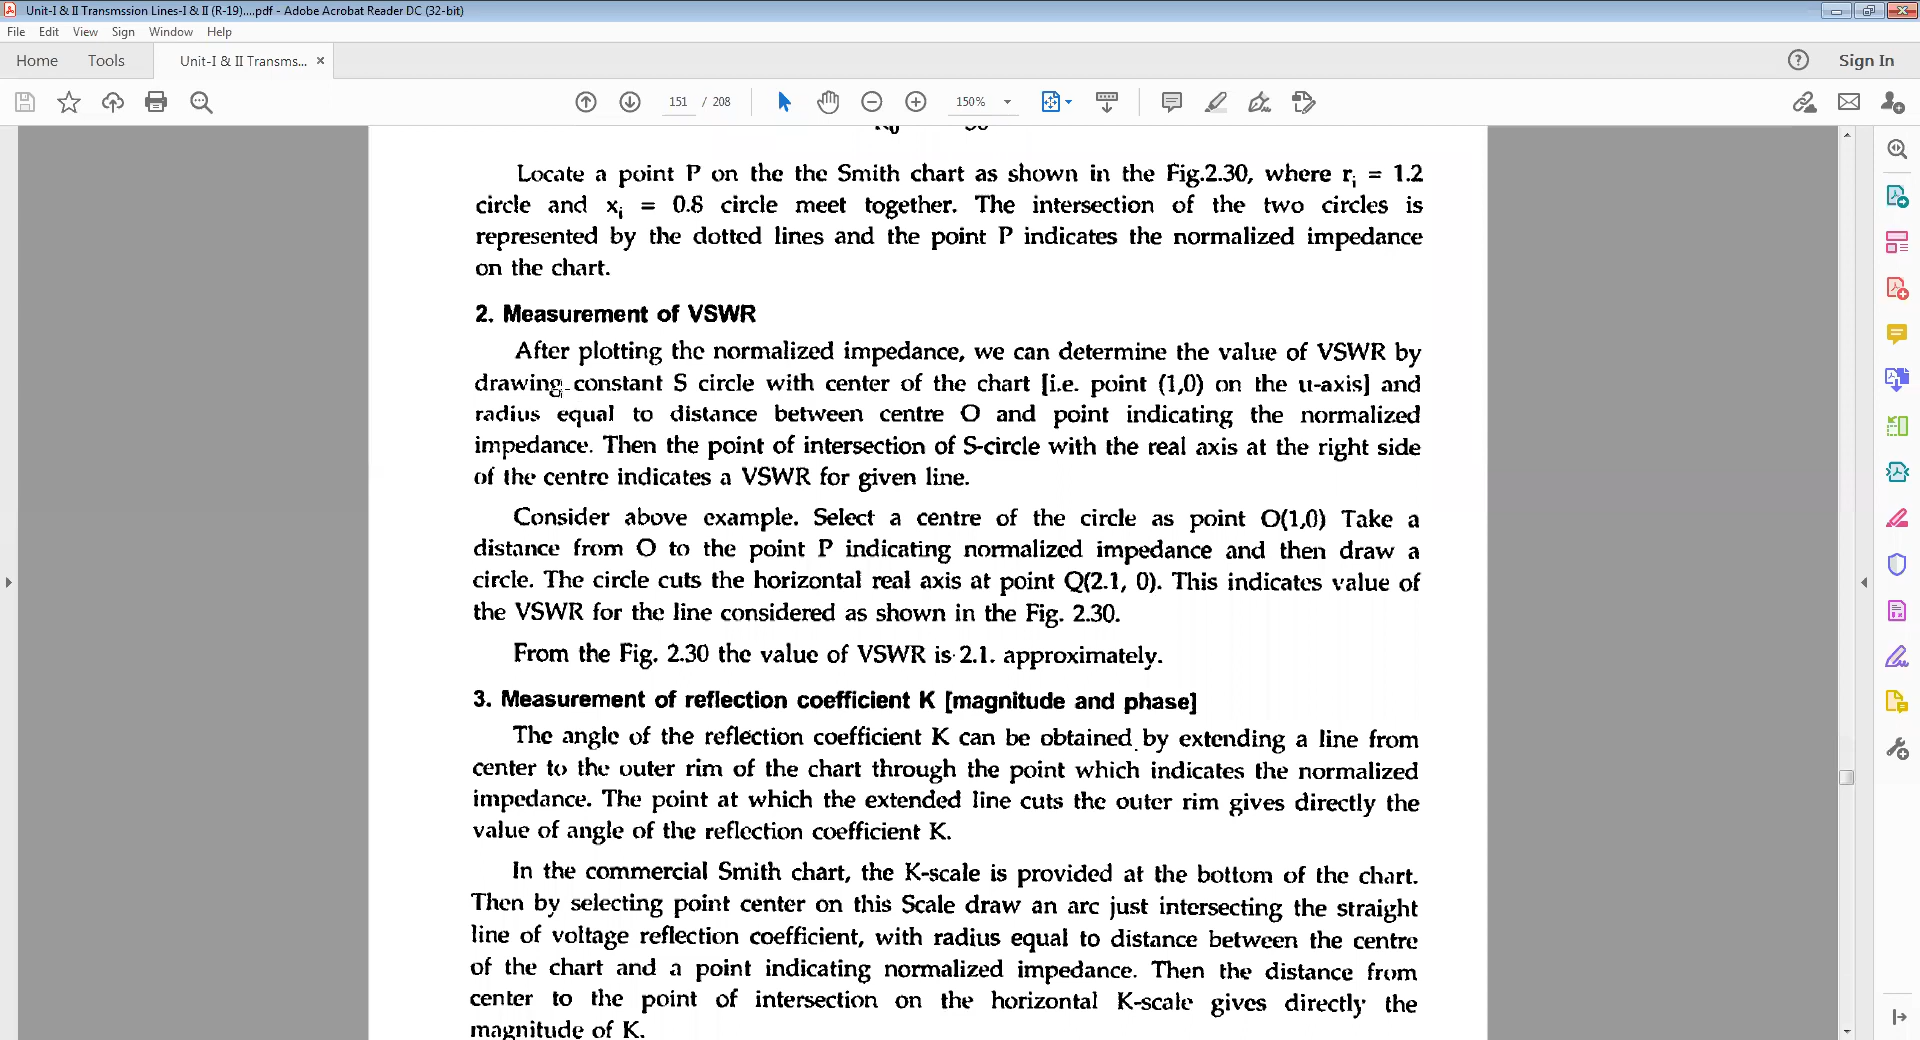 Unit-I & II Transmssion Lines-I & II (R-19)....pdf - Adobe Acrobat Reader DC (32-bit)
File Edit View Sign Window Help
Home Tools Unit-I & II Transms... × Sign In
151 / 208 150%
Locate a point P on the the Smith chart as shown in the Fig.2.30, where ri = 1.2
circle and xi = 0.8 circle meet together. The intersection of the two circles is
represented by the dotted lines and the point P indicates the normalized impedance
on the chart.
2. Measurement of VSWR
After plotting the normalized impedance, we can determine the value of VSWR by
drawing constant S circle with center of the chart [i.e. point (1,0) on the u-axis] and
radius equal to distance between centre O and point indicating the normalized
impedance. Then the point of intersection of S-circle with the real axis at the right side
of the centre indicates a VSWR for given line.
Consider above example. Select a centre of the circle as point O(1,0) Take a
distance from O to the point P indicating normalized impedance and then draw a
circle. The circle cuts the horizontal real axis at point Q(2.1, 0). This indicates value of
the VSWR for the line considered as shown in the Fig. 2.30.
From the Fig. 2.30 the value of VSWR is 2.1. approximately.
3. Measurement of reflection coefficient K [magnitude and phase]
The angle of the reflection coefficient K can be obtained by extending a line from
center to the outer rim of the chart through the point which indicates the normalized
impedance. The point at which the extended line cuts the outer rim gives directly the
value of angle of the reflection coefficient K.
In the commercial Smith chart, the K-scale is provided at the bottom of the chart.
Then by selecting point center on this Scale draw an arc just intersecting the straight
line of voltage reflection coefficient, with radius equal to distance between the centre
of the chart and a point indicating normalized impedance. Then the distance from
center to the point of intersection on the horizontal K-scale gives directly the
magnitude of K.